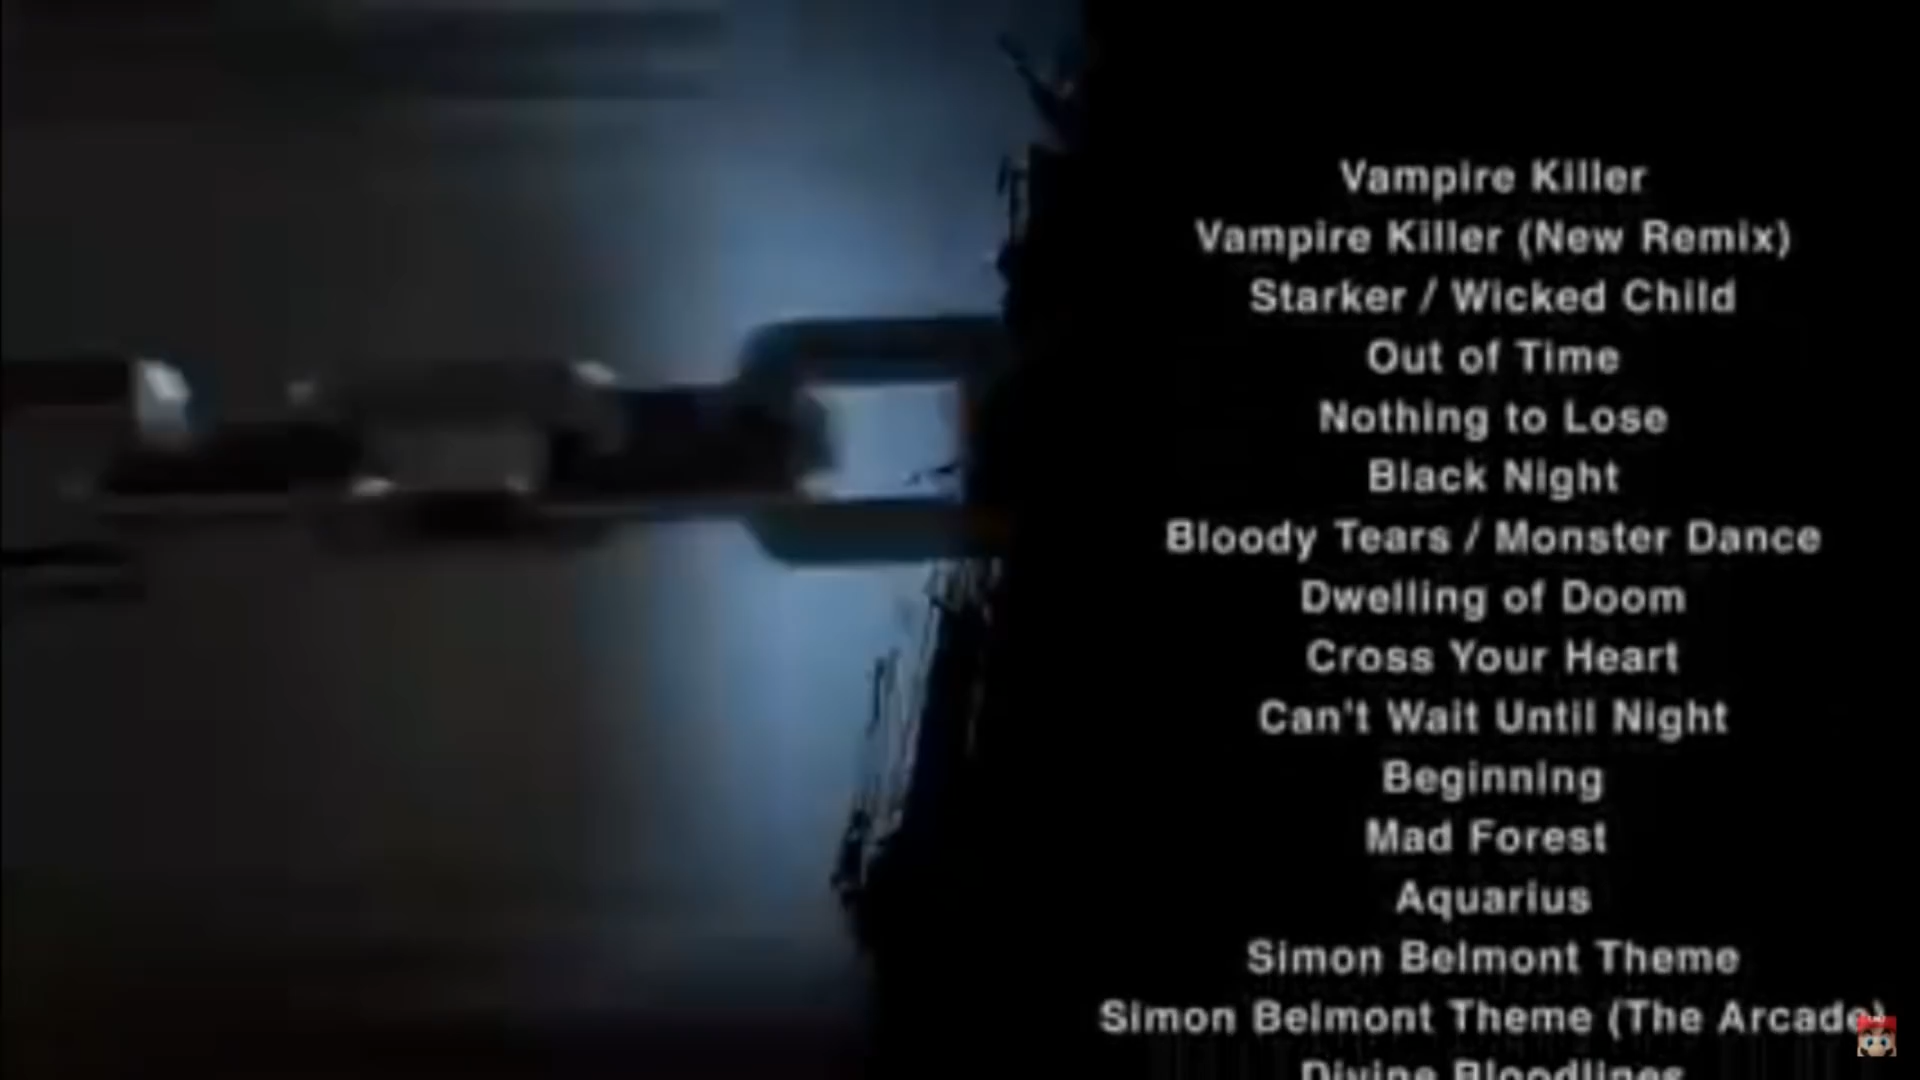 Vampire Killer
Vampire Killer (New Remix)
Starker / Wicked Child
Out of Time
Nothing to Lose
Black Night
Bloody Tears / Monster Dance
Dwelling of Doom
Cross Your Heart
Can't Wait Until Night
Beginning
Mad Forest
Aquarius
Simon Belmont Theme
Simon Belmont Theme (The Arcade)
Divine Bloodlines